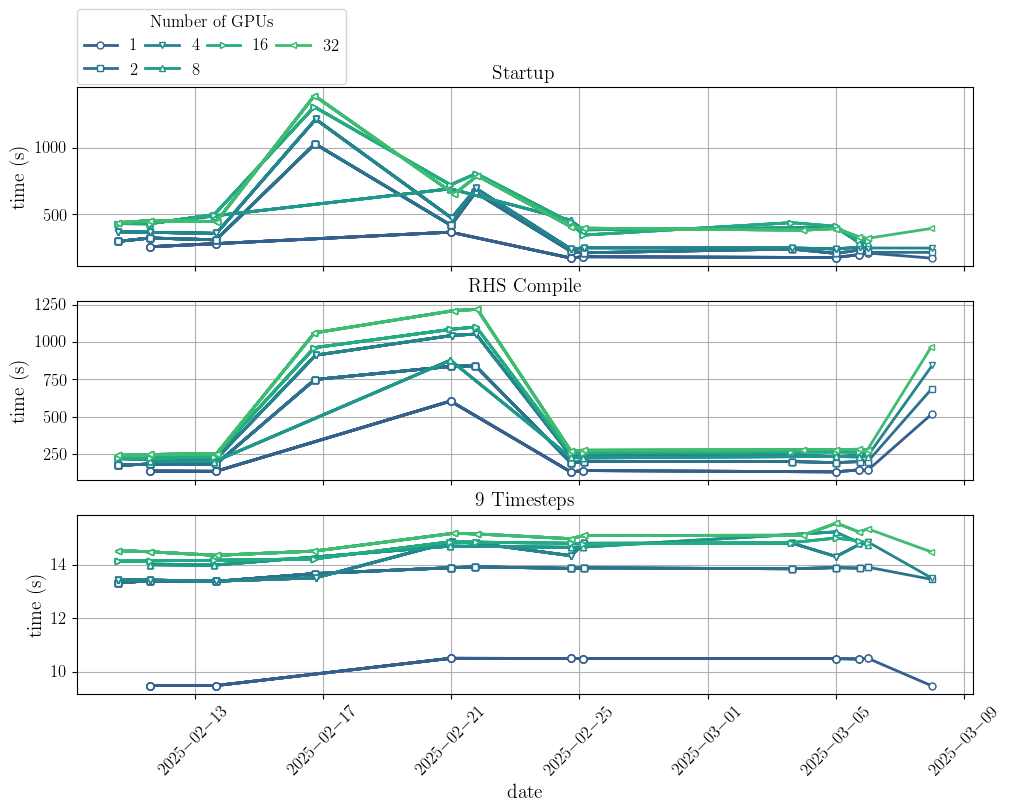 Number of GPUs
1 4 16 32
2 8
Startup
1000
500
time (s)
RHS Compile
1250
1000
750
500
250
time (s)
9 Timesteps
14
12
10
time (s)
2025−02−13 2025−02−17 2025−02−21 2025−02−25 2025−03−01 2025−03−05 2025−03−09
date